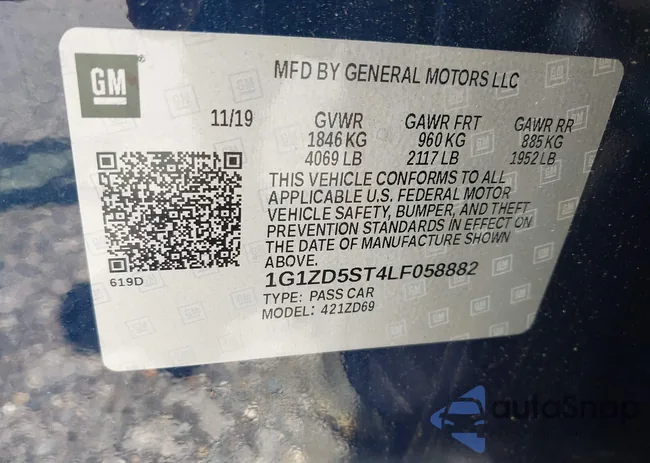 GM
MFD BY GENERAL MOTORS LLC
11/19 GVWR GAWR FRT GAWR RR
1846 KG 960 KG 885 KG
4069 LB 2117 LB 1952 LB
THIS VEHICLE CONFORMS TO ALL
APPLICABLE U.S. FEDERAL MOTOR
VEHICLE SAFETY, BUMPER, AND THEFT
PREVENTION STANDARDS IN EFFECT ON
THE DATE OF MANUFACTURE SHOWN
ABOVE.
619D
1G1ZD5ST4LF058882
TYPE: PASS CAR
MODEL: 421ZD69
autoSnap